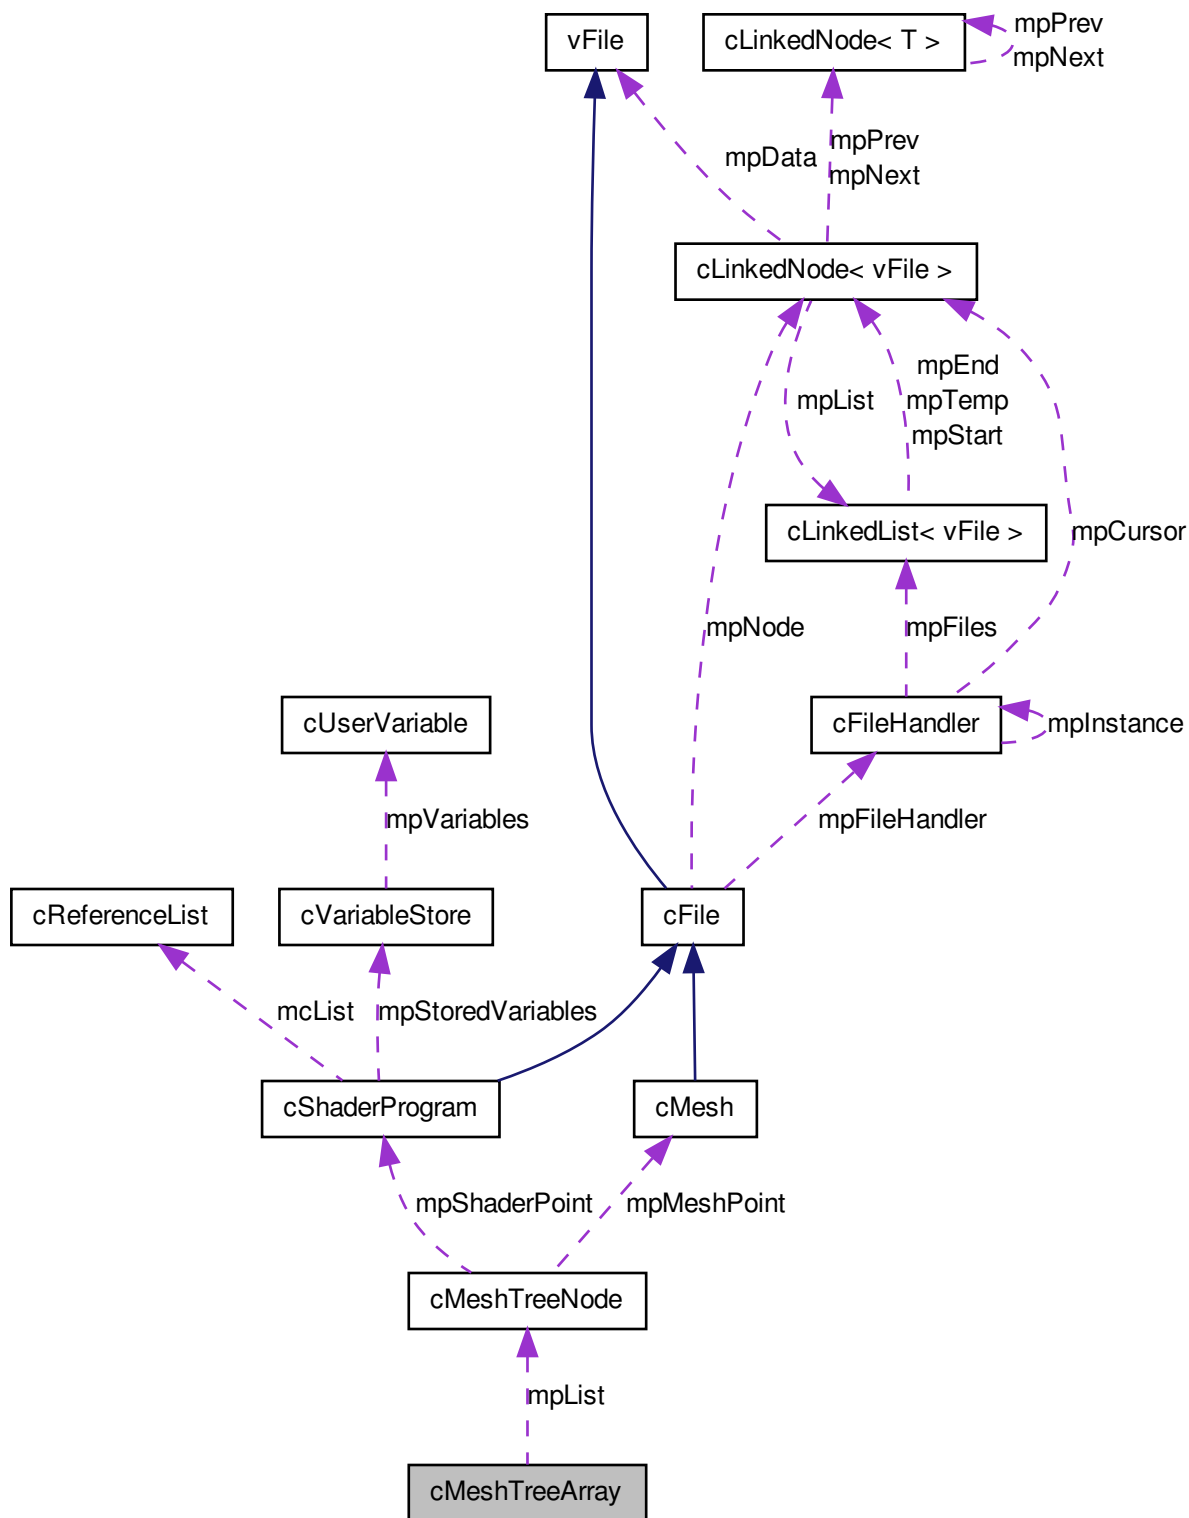 vFile
cLinkedNode< T >
mpPrev
mpNext
mpData
mpPrev
mpNext
cLinkedNode< vFile >
mpList
mpEnd
mpTemp
mpStart
cLinkedList< vFile >
mpCursor
mpNode
mpFiles
cUserVariable
cFileHandler
mpInstance
mpVariables
mpFileHandler
cReferenceList
cVariableStore
cFile
mcList
mpStoredVariables
cShaderProgram
cMesh
mpShaderPoint
mpMeshPoint
cMeshTreeNode
mpList
cMeshTreeArray